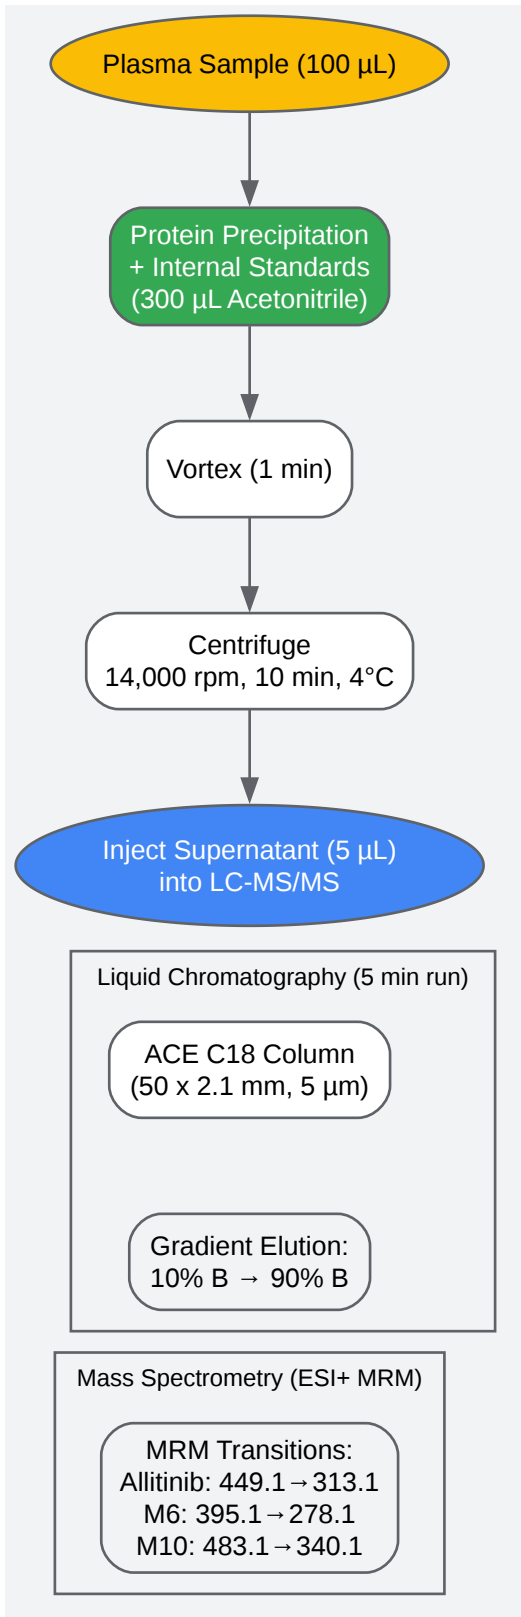 Plasma Sample (100 µL)
Protein Precipitation
+ Internal Standards
(300 µL Acetonitrile)
Vortex (1 min)
Centrifuge
14,000 rpm, 10 min, 4°C
Inject Supernatant (5 µL)
into LC-MS/MS
Liquid Chromatography (5 min run)
ACE C18 Column
(50 x 2.1 mm, 5 µm)
Gradient Elution:
10% B → 90% B
Mass Spectrometry (ESI+ MRM)
MRM Transitions:
Allitinib: 449.1→313.1
M6: 395.1→278.1
M10: 483.1→340.1